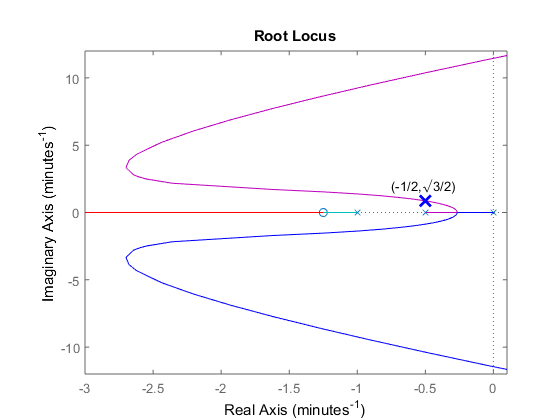 Root Locus
10
5
0
-5
-10
Imaginary Axis (minutes-1)
(-1/2,√3/2)
-3 -2.5 -2 -1.5 -1 -0.5 0
Real Axis (minutes-1)